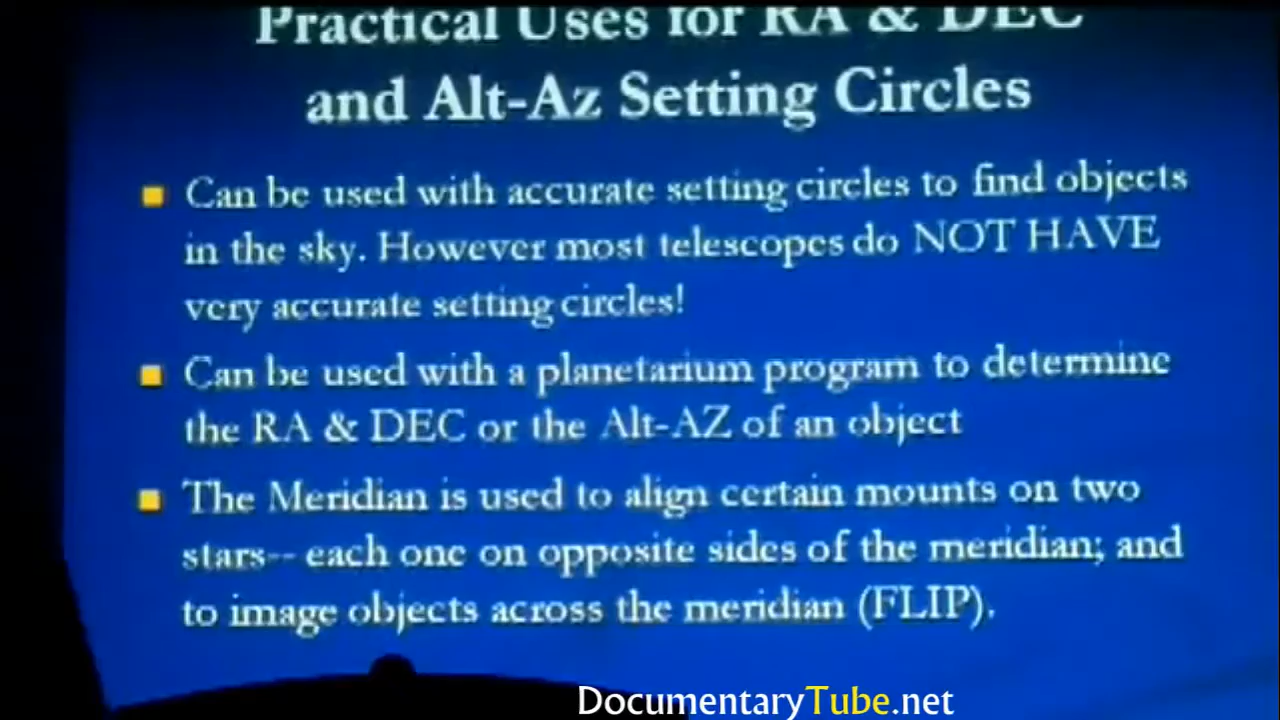 Practical Uses for RA & DEC
and Alt-Az Setting Circles
Can be used with accurate setting circles to find objects
in the sky. However most telescopes do NOT HAVE
very accurate setting circles!
Can be used with a planetarium program to determine
the RA & DEC or the Alt-AZ of an object
The Meridian is used to align certain mounts on two
stars-- each one on opposite sides of the meridian; and
to image objects across the meridian (FLIP).
DocumentaryTube.net